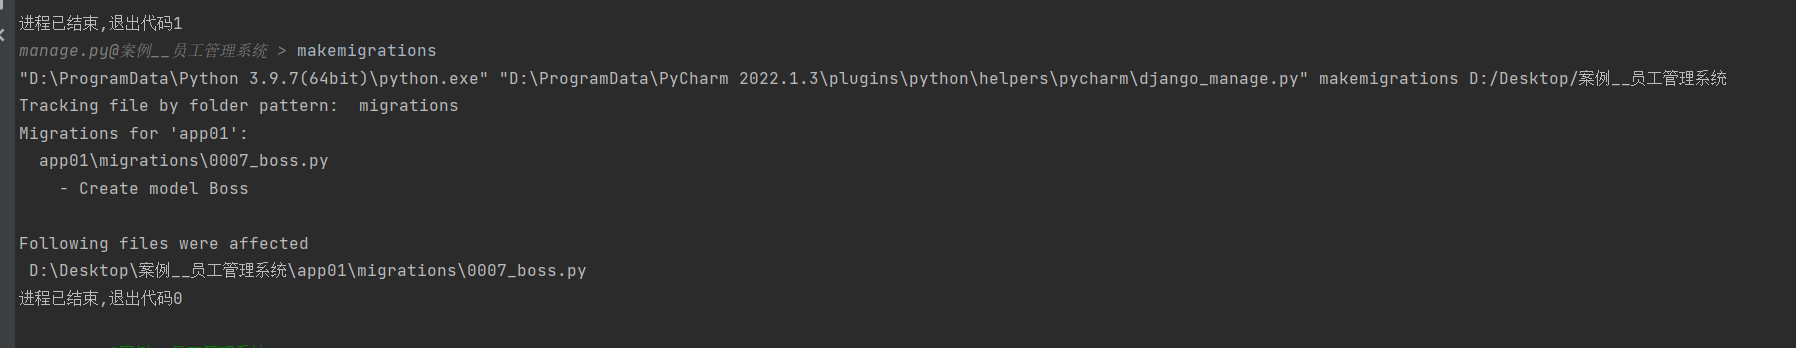 进程已结束,退出代码1
manage.py@案例__员工管理系统 > makemigrations
"D:\ProgramData\Python 3.9.7(64bit)\python.exe" "D:\ProgramData\PyCharm 2022.1.3\plugins\python\helpers\pycharm\django_manage.py" makemigrations D:/Desktop/案例__员工管理系统
Tracking file by folder pattern:  migrations
Migrations for 'app01':
  app01\migrations\0007_boss.py
    - Create model Boss
Following files were affected
 D:\Desktop\案例__员工管理系统\app01\migrations\0007_boss.py
进程已结束,退出代码0